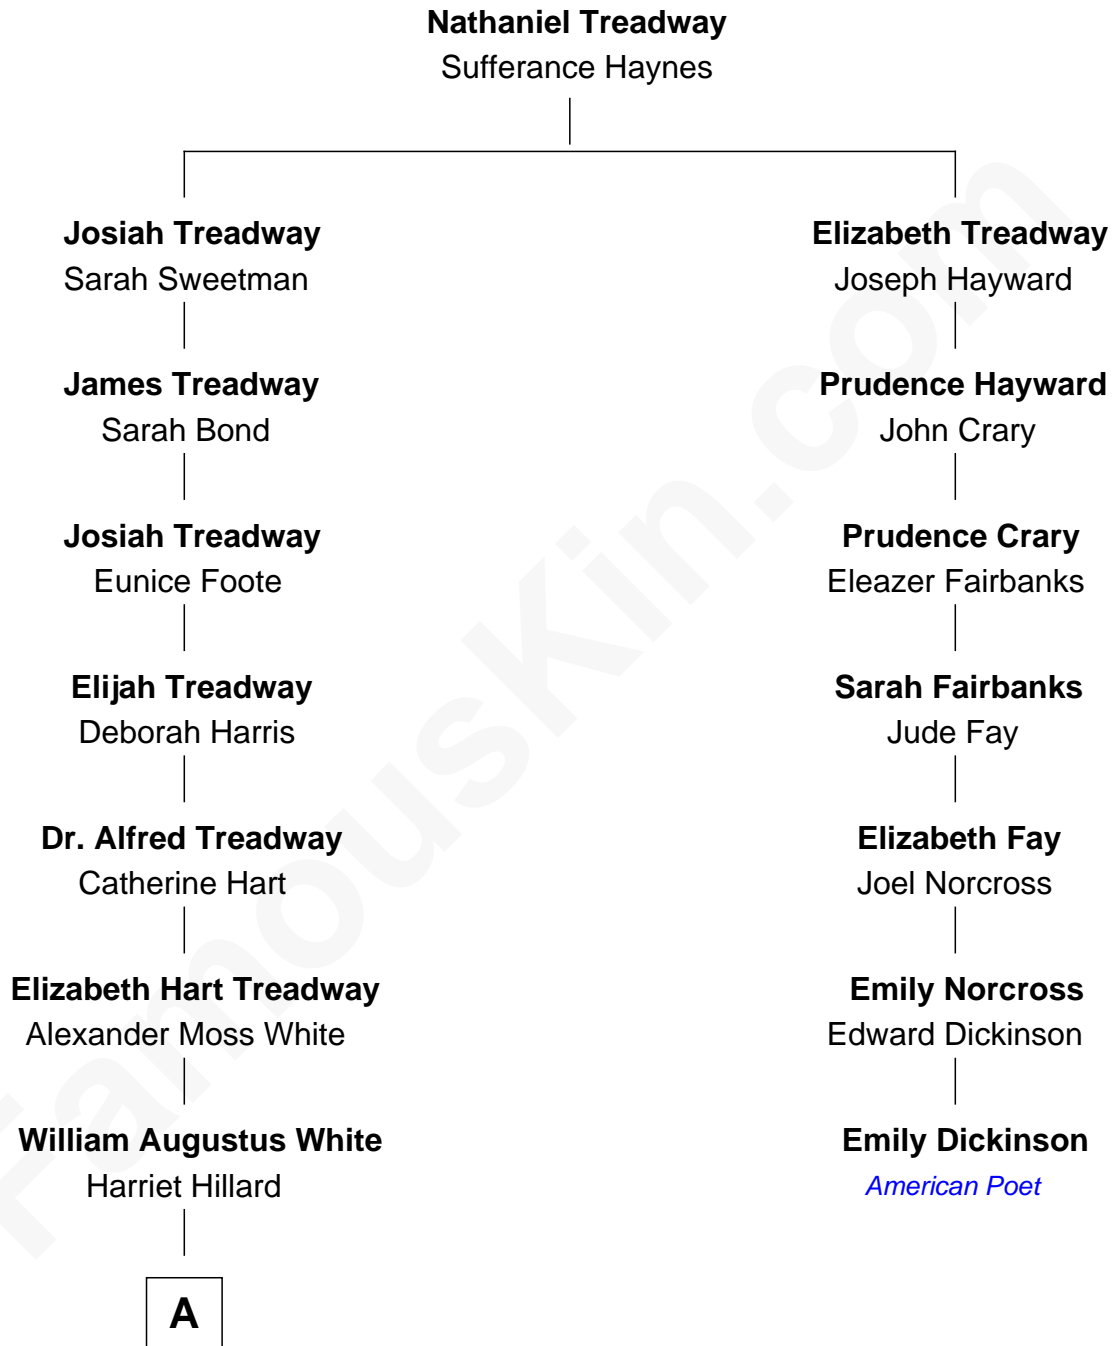 Nathaniel Treadway
Sufferance Haynes
Josiah Treadway
Sarah Sweetman
Elizabeth Treadway
Joseph Hayward
James Treadway
Sarah Bond
Prudence Hayward
John Crary
Josiah Treadway
Eunice Foote
Prudence Crary
Eleazer Fairbanks
Elijah Treadway
Deborah Harris
Sarah Fairbanks
Jude Fay
Dr. Alfred Treadway
Catherine Hart
Elizabeth Fay
Joel Norcross
Elizabeth Hart Treadway
Alexander Moss White
Emily Norcross
Edward Dickinson
William Augustus White
Harriet Hillard
Emily Dickinson
American Poet
A
FamousKin.com